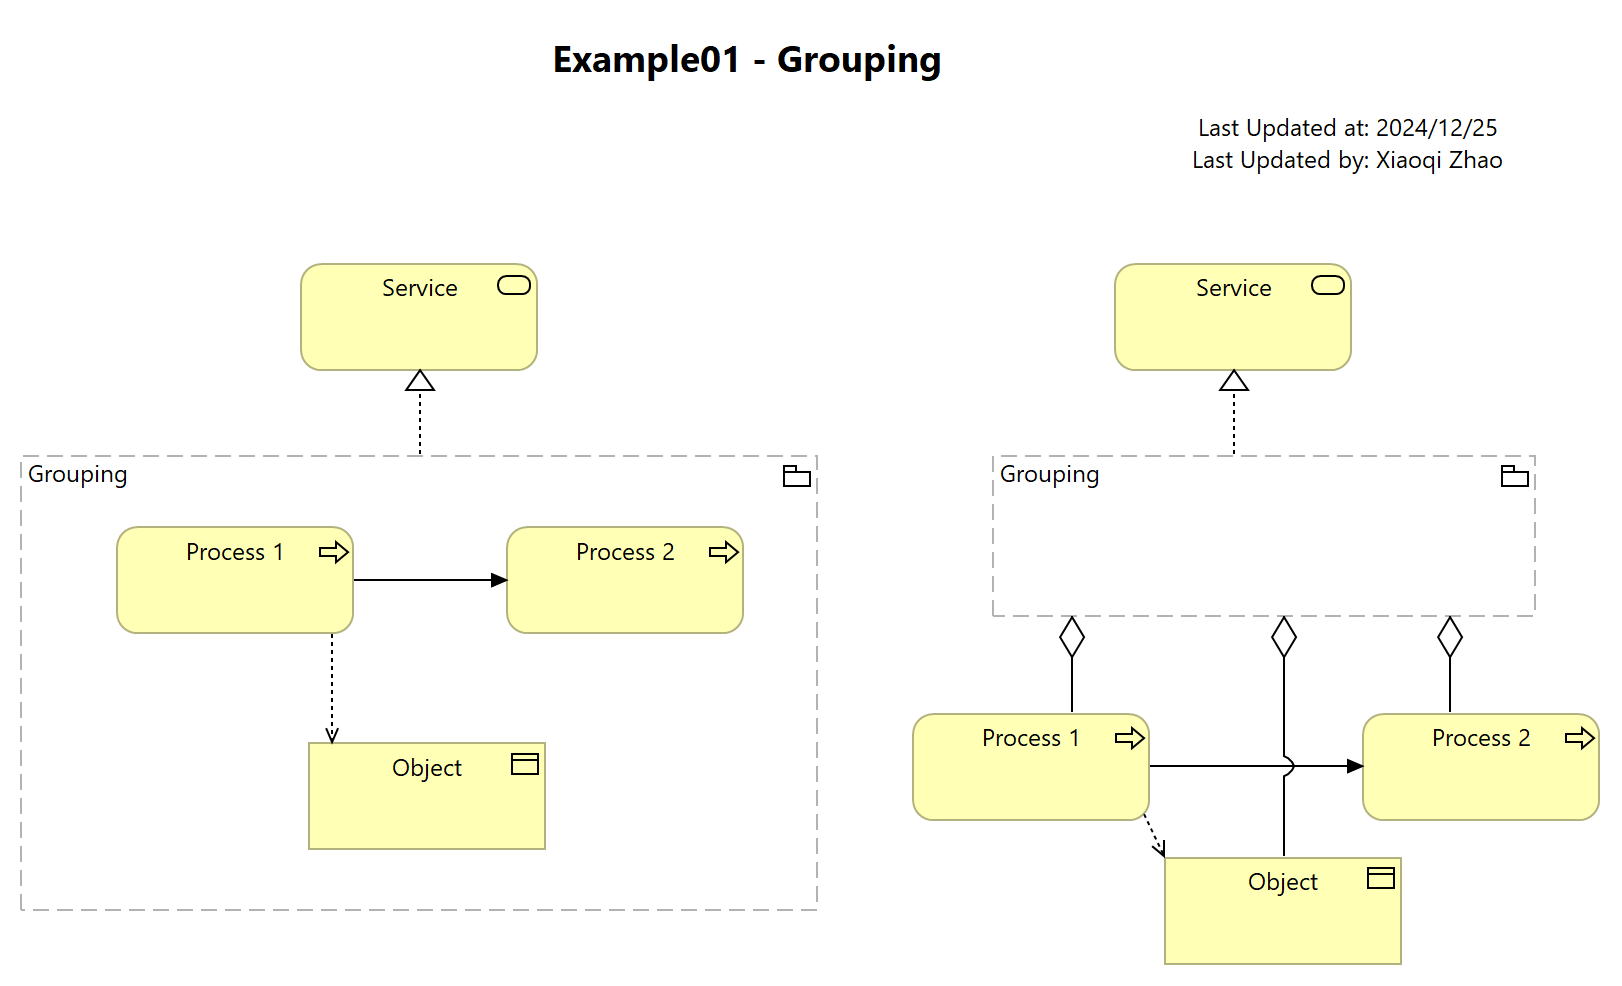 Example01 - Grouping
Last Updated at: 2024/12/25
Last Updated by: Xiaoqi Zhao
Service
Grouping
Process 1
Process 2
Object
Service
Grouping
Process 1
Process 2
Object